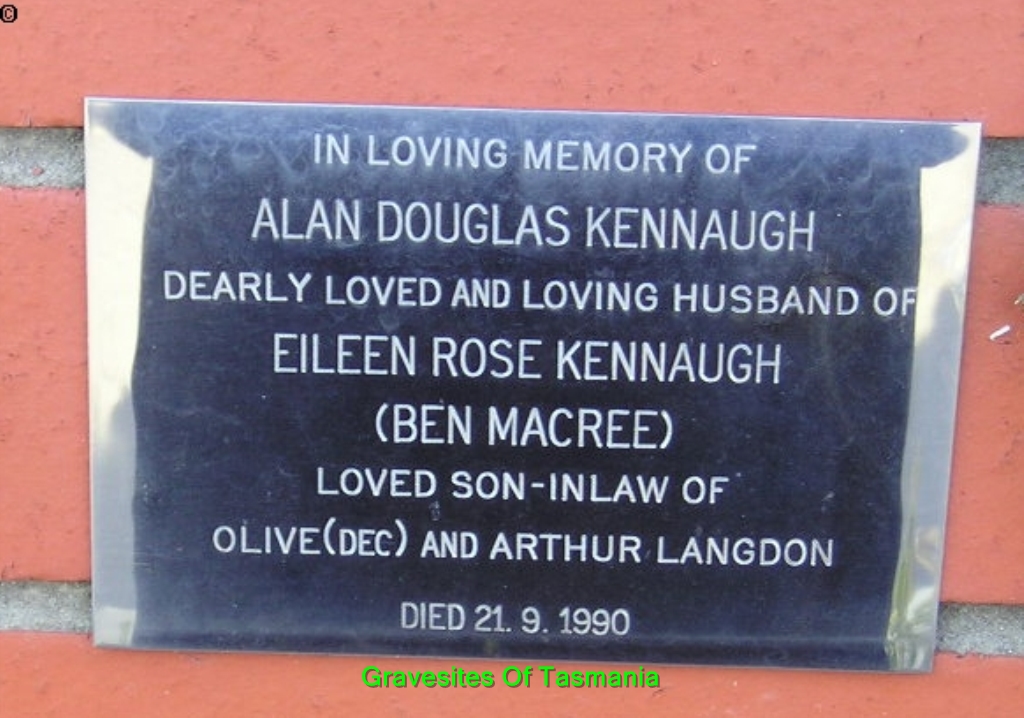 ©
IN LOVING MEMORY OF
ALAN DOUGLAS KENNAUGH
DEARLY LOVED AND LOVING HUSBAND OF
EILEEN ROSE KENNAUGH
(BEN MACREE)
LOVED SON-INLAW OF
OLIVE(DEC) AND ARTHUR LANGDON
DIED 21. 9. 1990
Gravesites Of Tasmania